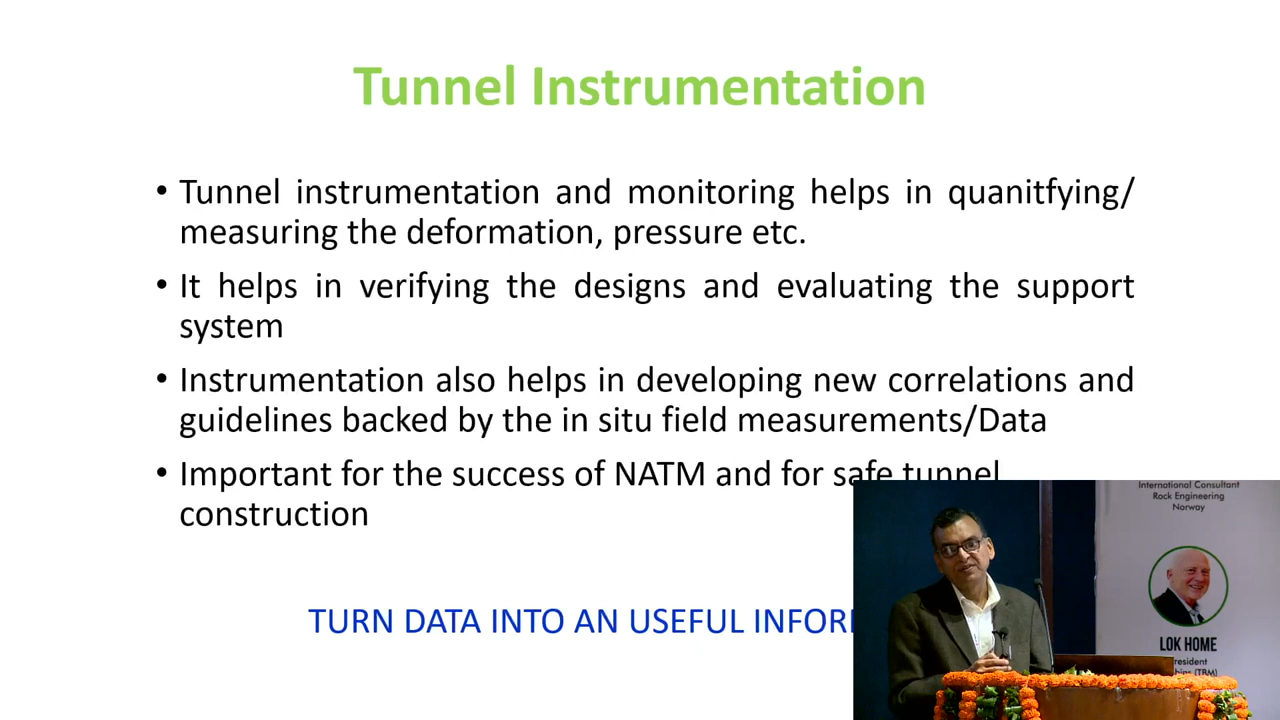 Tunnel Instrumentation
• Tunnel instrumentation and monitoring helps in quanitfying/
measuring the deformation, pressure etc.
• It helps in verifying the designs and evaluating the support
system
• Instrumentation also helps in developing new correlations and
guidelines backed by the in situ field measurements/Data
• Important for the success of NATM and for safe tunnel
construction
TURN DATA INTO AN USEFUL
International Consultant
Rock Engineering
Norway
LOK HOME
(TBM)